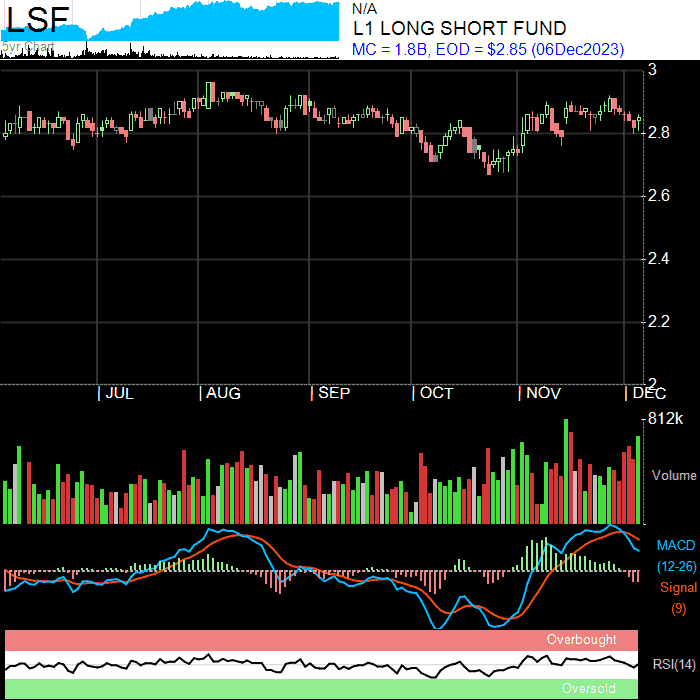 LSF
5yr Chart
N/A
L1 LONG SHORT FUND
MC = 1.8B, EOD = $2.85 (06Dec2023)
3
2.8
2.6
2.4
2.2
2
JUL AUG SEP OCT NOV DEC
812k
Volume
MACD
(12-26)
Signal
(9)
Overbought
RSI(14)
Oversold